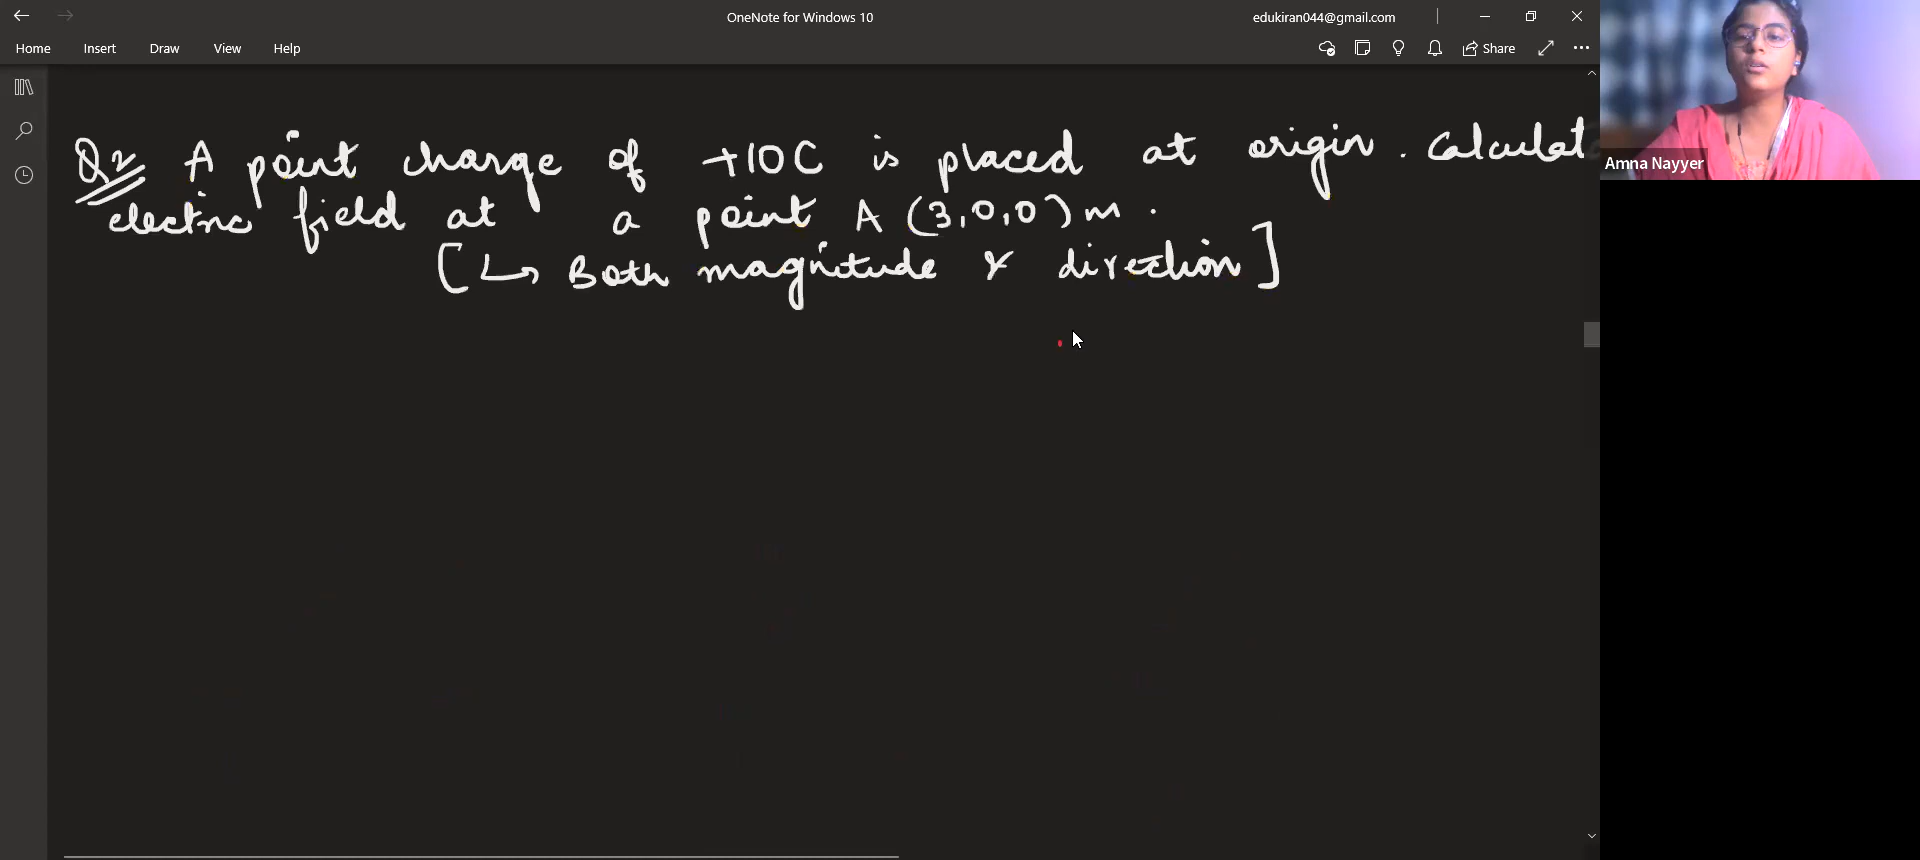 OneNote for Windows 10
edukiran044@gmail.com
Home Insert Draw View Help
Share
Q2 A point charge of +10C is placed at origin. Calculate
electric field at a point A (3,0,0) m.
[↳ Both magnitude & direction]
Amna Nayyer